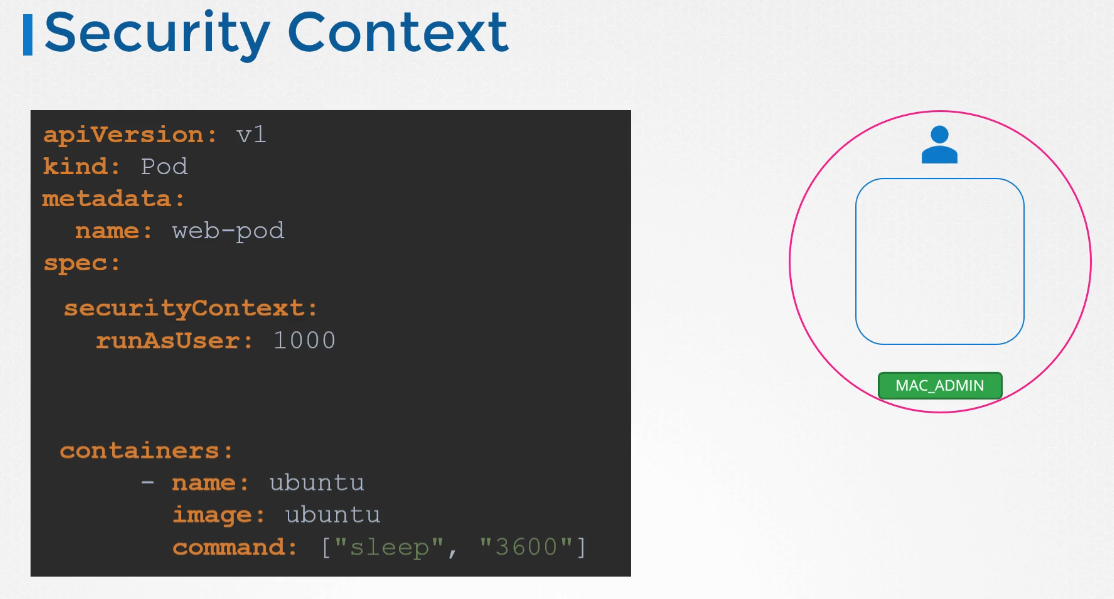 Security Context
apiVersion: v1
kind: Pod
metadata:
  name: web-pod
spec:
  securityContext:
    runAsUser: 1000
  containers:
      - name: ubuntu
        image: ubuntu
        command: ["sleep", "3600"]
MAC_ADMIN